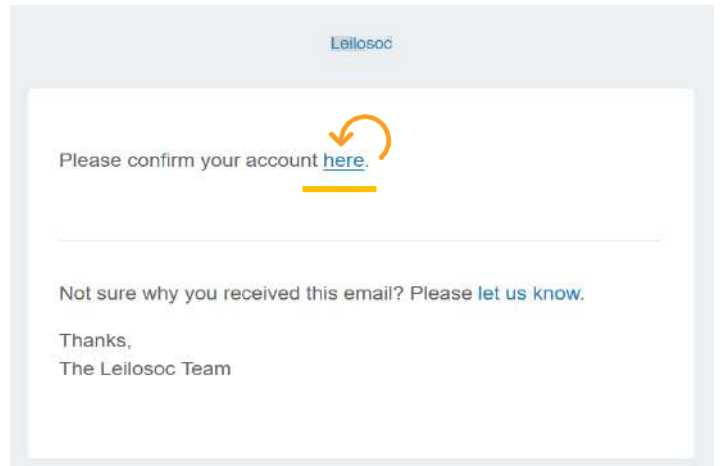 Leilosoc
Please confirm your account here.
Not sure why you received this email? Please let us know.
Thanks,
The Leilosoc Team